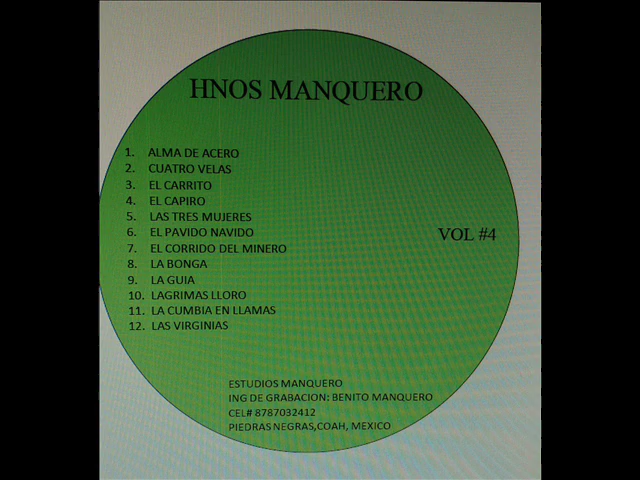 HNOS MANQUERO
1. ALMA DE ACERO
2. CUATRO VELAS
3. EL CARRITO
4. EL CAPIRO
5. LAS TRES MUJERES
6. EL PAVIDO NAVIDO
7. EL CORRIDO DEL MINERO
8. LA BONGA
9. LA GUIA
10. LAGRIMAS LLORO
11. LA CUMBIA EN LLAMAS
12. LAS VIRGINIAS
VOL #4
ESTUDIOS MANQUERO
ING DE GRABACION: BENITO MANQUERO
CEL# 8787032412
PIEDRAS NEGRAS,COAH, MEXICO